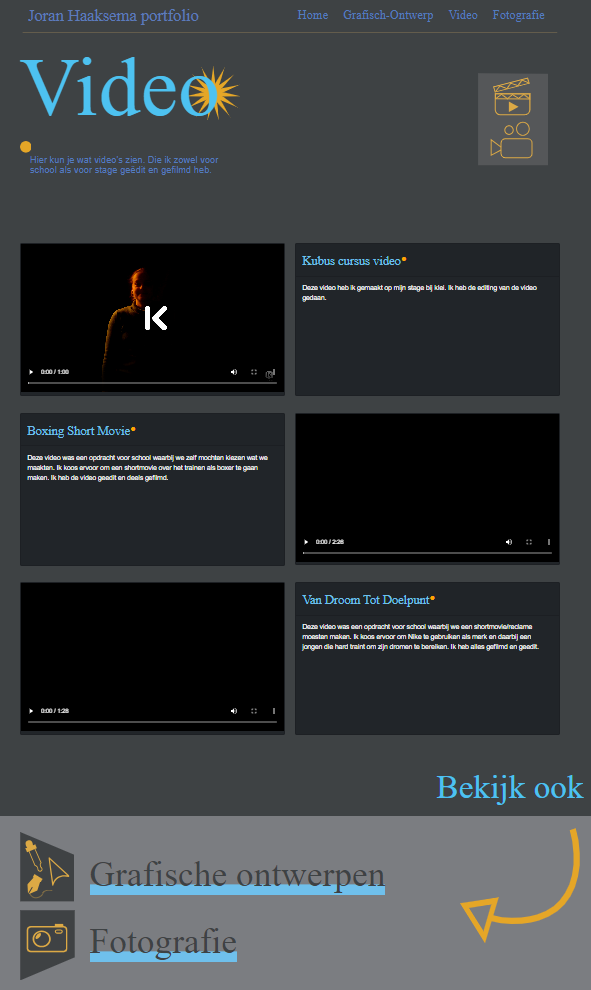 Joran Haaksema portfolio
Home Grafisch-Ontwerp Video Fotografie
Video
Hier kun je wat video's zien. Die ik zowel voor
school als voor stage geëdit en gefilmd heb.
0:00 / 1:00
Kubus cursus video
Deze video heb ik gemaakt op mijn stage bij klei. Ik heb de editing van de video
gedaan.
Boxing Short Movie
Deze video was een opdracht voor school waarbij we zelf mochten kiezen wat we
maakten. Ik koos ervoor om een shortmovie over het trainen als boxer te gaan
maken. Ik heb de video geedit en deels gefilmd.
0:00 / 2:26
0:00 / 1:28
Van Droom Tot Doelpunt
Deze video was een opdracht voor school waarbij we een shortmovie/reclame
moesten maken. Ik koos ervoor om Nike te gebruiken als merk en daarbij een
jongen die hard traint om zijn dromen te bereiken. Ik heb alles gefilmd en geedit.
Bekijk ook
Grafische ontwerpen
Fotografie